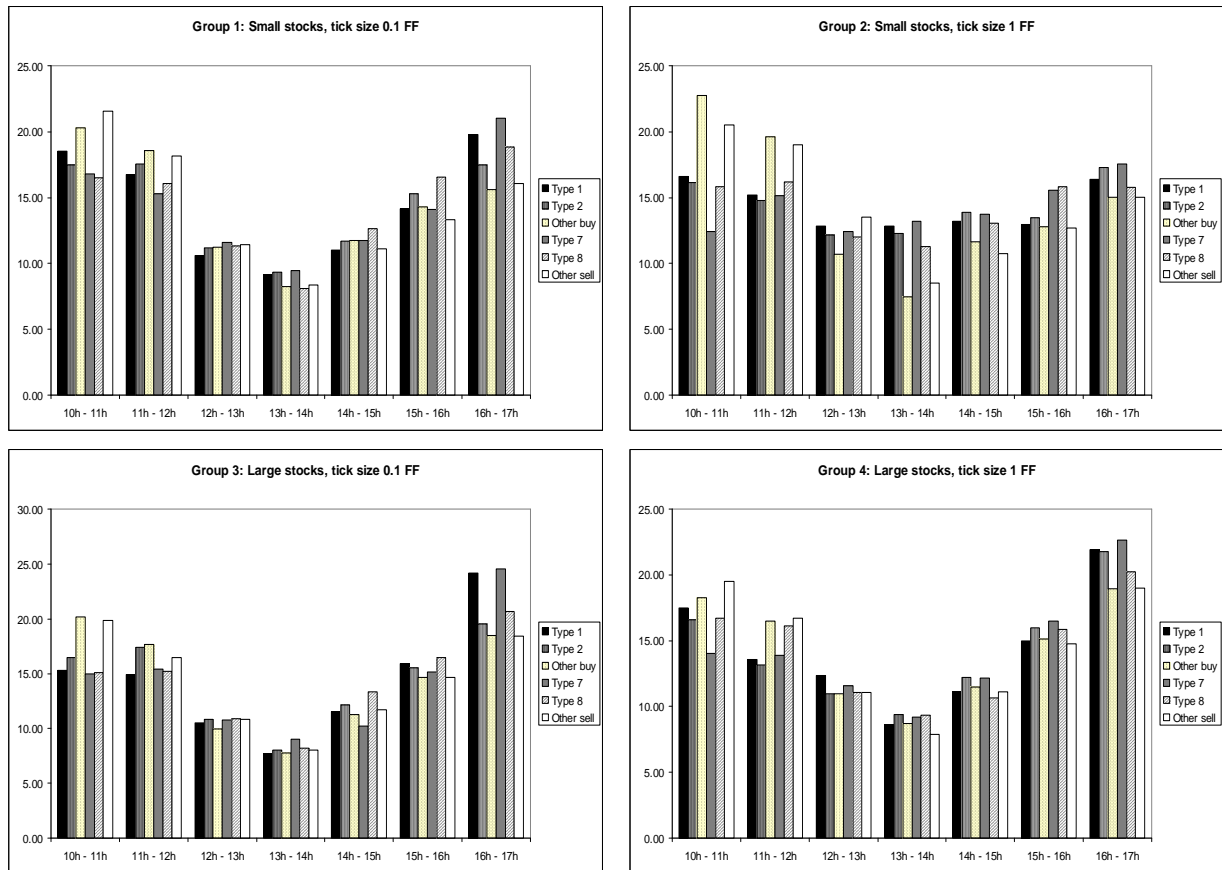 Group 1: Small stocks, tick size 0.1 FF
25.00
20.00
15.00
10.00
5.00
0.00
10h - 11h 11h - 12h 12h - 13h 13h - 14h 14h - 15h 15h - 16h 16h - 17h
Type 1
Type 2
Other buy
Type 7
Type 8
Other sell
Group 2: Small stocks, tick size 1 FF
25.00
20.00
15.00
10.00
5.00
0.00
10h - 11h 11h - 12h 12h - 13h 13h - 14h 14h - 15h 15h - 16h 16h - 17h
Type 1
Type 2
Other buy
Type 7
Type 8
Other sell
Group 3: Large stocks, tick size 0.1 FF
30.00
25.00
20.00
15.00
10.00
5.00
0.00
10h - 11h 11h - 12h 12h - 13h 13h - 14h 14h - 15h 15h - 16h 16h - 17h
Type 1
Type 2
Other buy
Type 7
Type 8
Other sell
Group 4: Large stocks, tick size 1 FF
25.00
20.00
15.00
10.00
5.00
0.00
10h - 11h 11h - 12h 12h - 13h 13h - 14h 14h - 15h 15h - 16h 16h - 17h
Type 1
Type 2
Other buy
Type 7
Type 8
Other sell